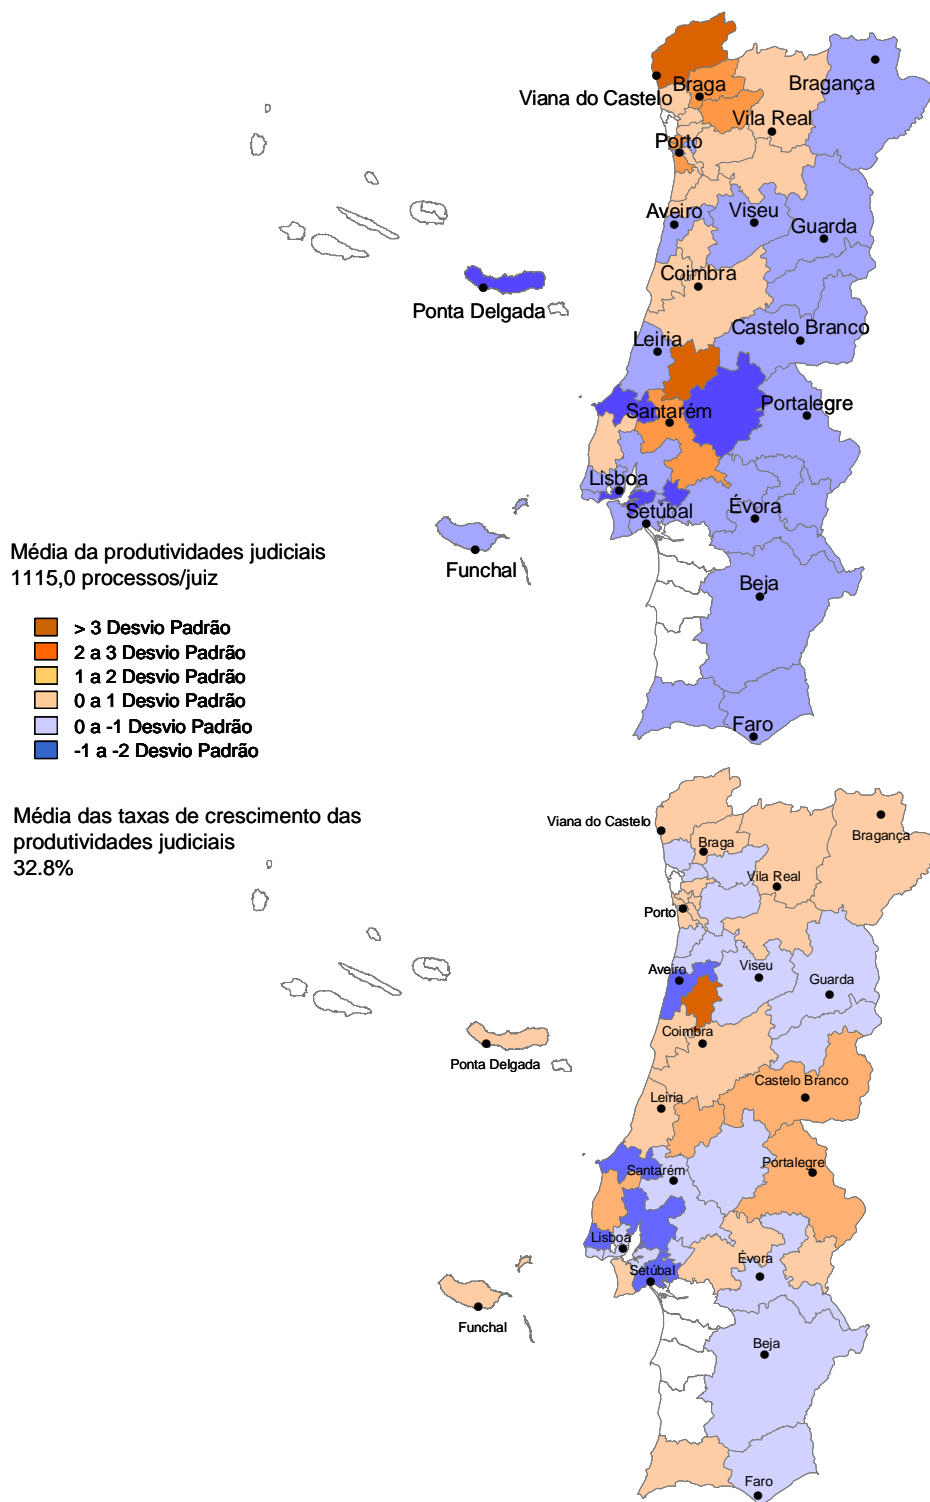 Viana do Castelo
Braga
Bragança
Vila Real
Porto
Aveiro
Viseu
Guarda
Coimbra
Ponta Delgada
Leiria
Castelo Branco
Santarém
Portalegre
Lisboa
Setúbal
Évora
Funchal
Beja
Faro
Média da produtividades judiciais
1115,0 processos/juiz
> 3 Desvio Padrão
2 a 3 Desvio Padrão
1 a 2 Desvio Padrão
0 a 1 Desvio Padrão
0 a -1 Desvio Padrão
-1 a -2 Desvio Padrão
Média das taxas de crescimento das
produtividades judiciais
32.8%
Viana do Castelo
Braga
Bragança
Vila Real
Porto
Aveiro
Viseu
Guarda
Coimbra
Ponta Delgada
Castelo Branco
Leiria
Santarém
Portalegre
Lisboa
Évora
Setúbal
Funchal
Beja
Faro